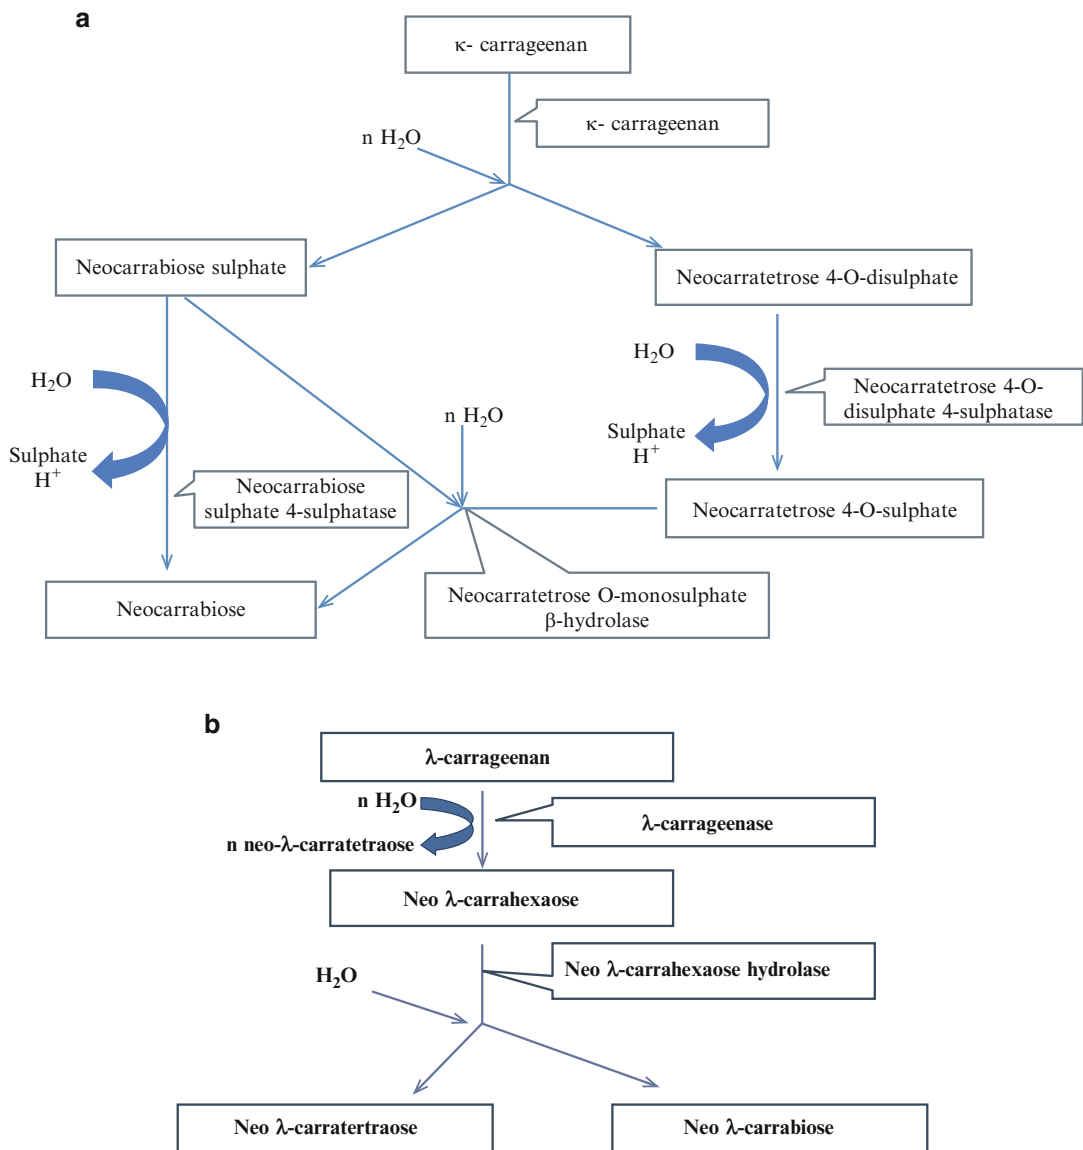 a
κ- carrageenan
κ- carrageenan
n H₂O
Neocarrabiose sulphate
Neocarratetrose 4-O-disulphate
H₂O
Sulphate
H⁺
n H₂O
H₂O
Sulphate
H⁺
Neocarratetrose 4-O-
disulphate 4-sulphatase
Neocarrabiose
sulphate 4-sulphatase
Neocarratetrose 4-O-sulphate
Neocarrabiose
Neocarratetrose O-monosulphate
β-hydrolase
b
λ-carrageenan
n H₂O
λ-carrageenase
n neo-λ-carratetraose
Neo λ-carrahexaose
Neo λ-carrahexaose hydrolase
H₂O
Neo λ-carratertraose
Neo λ-carrabiose